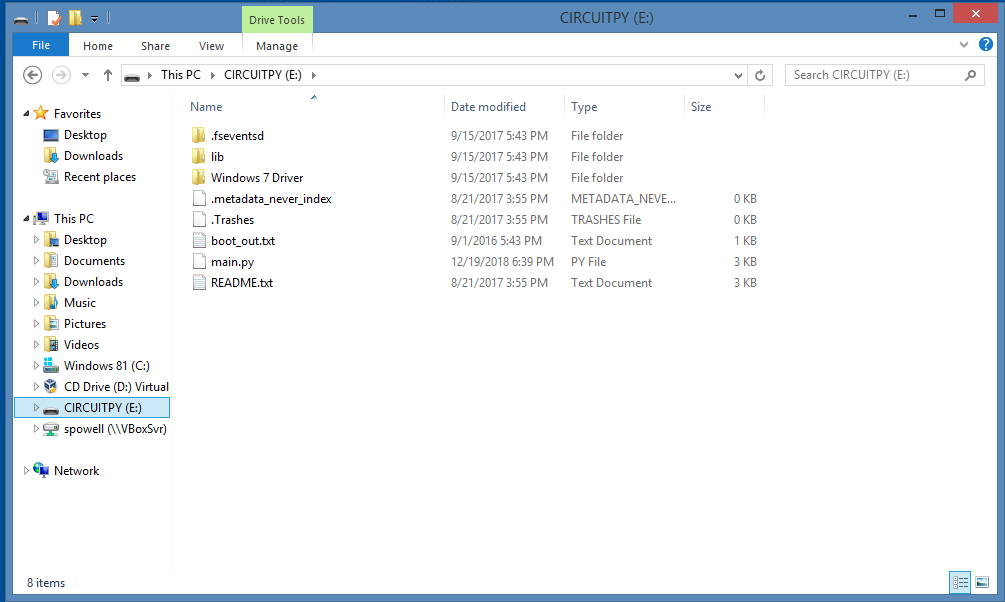 Drive Tools
CIRCUITPY (E:)
File Home Share View Manage
This PC CIRCUITPY (E:) Search CIRCUITPY (E:)
Name Date modified Type Size
Favorites
Desktop
Downloads
Recent places
This PC
Desktop
Documents
Downloads
Music
Pictures
Videos
Windows 81 (C:)
CD Drive (D:) Virtual
CIRCUITPY (E:)
spowell (\\VBoxSvr)
Network
.fseventsd 9/15/2017 5:43 PM File folder
lib 9/15/2017 5:43 PM File folder
Windows 7 Driver 9/15/2017 5:43 PM File folder
.metadata_never_index 8/21/2017 3:55 PM METADATA_NEVE... 0 KB
.Trashes 8/21/2017 3:55 PM TRASHES File 0 KB
boot_out.txt 9/1/2016 5:43 PM Text Document 1 KB
main.py 12/19/2018 6:39 PM PY File 3 KB
README.txt 8/21/2017 3:55 PM Text Document 3 KB
8 items